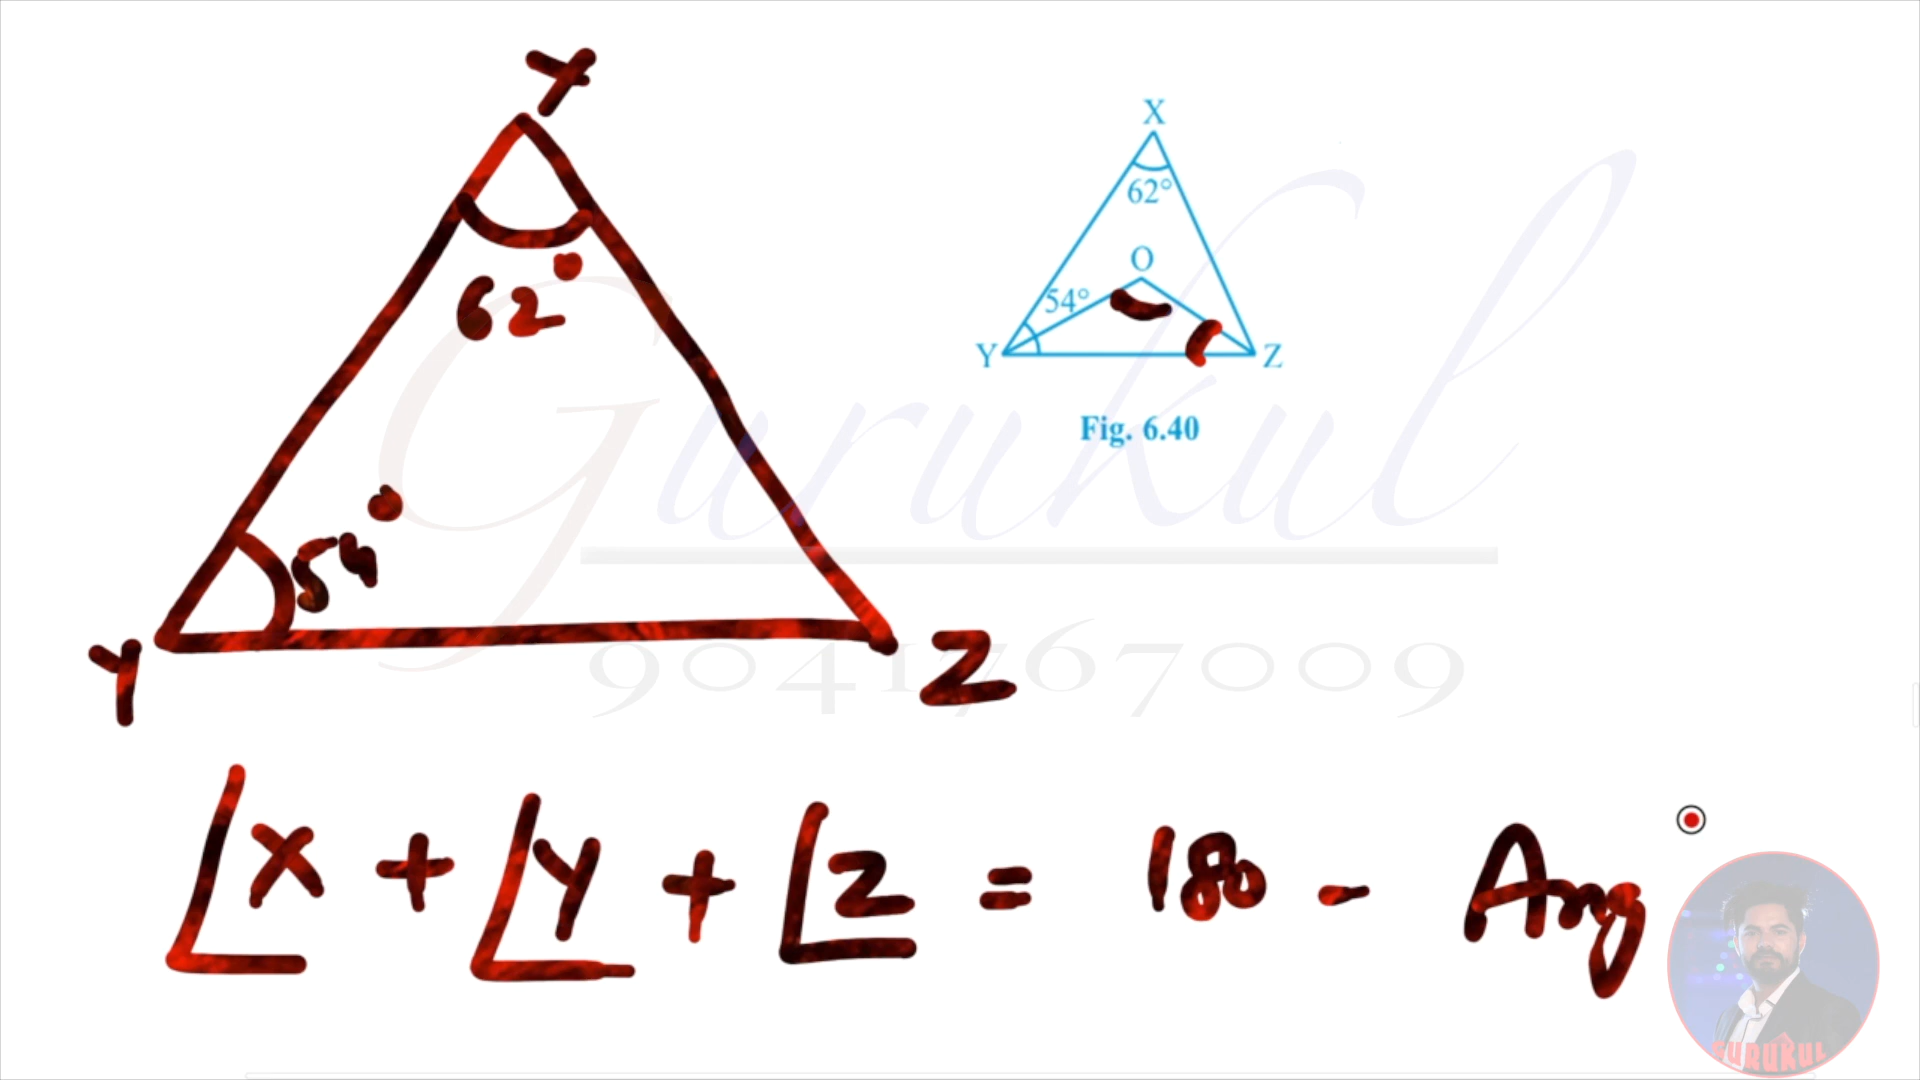 X
62°
54°
Y
Z
X
62°
O
54°
Y
Z
Fig. 6.40
Gurukul
9041767009
∠X + ∠Y + ∠Z = 180 - Ang
GURUKUL